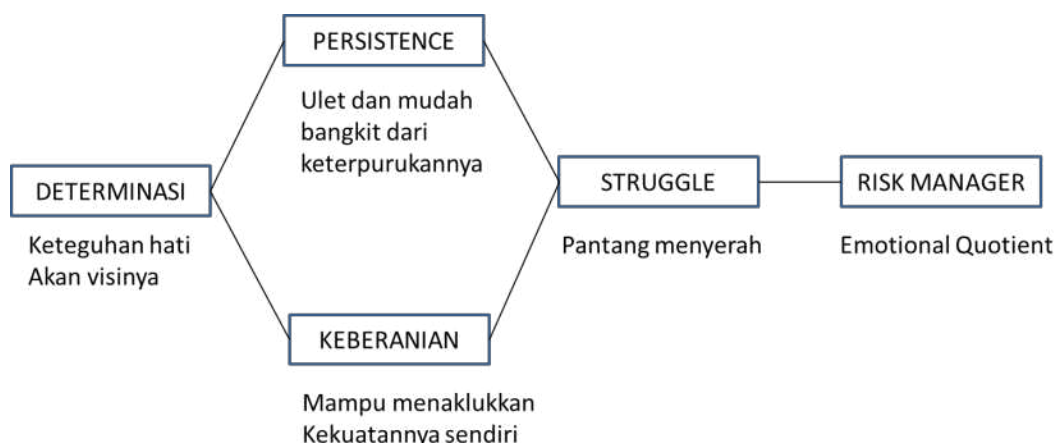 PERSISTENCE
Ulet dan mudah
bangkit dari
keterpurukannya
DETERMINASI
Keteguhan hati
Akan visinya
STRUGGLE
Pantang menyerah
RISK MANAGER
Emotional Quotient
KEBERANIAN
Mampu menaklukkan
Kekuatannya sendiri